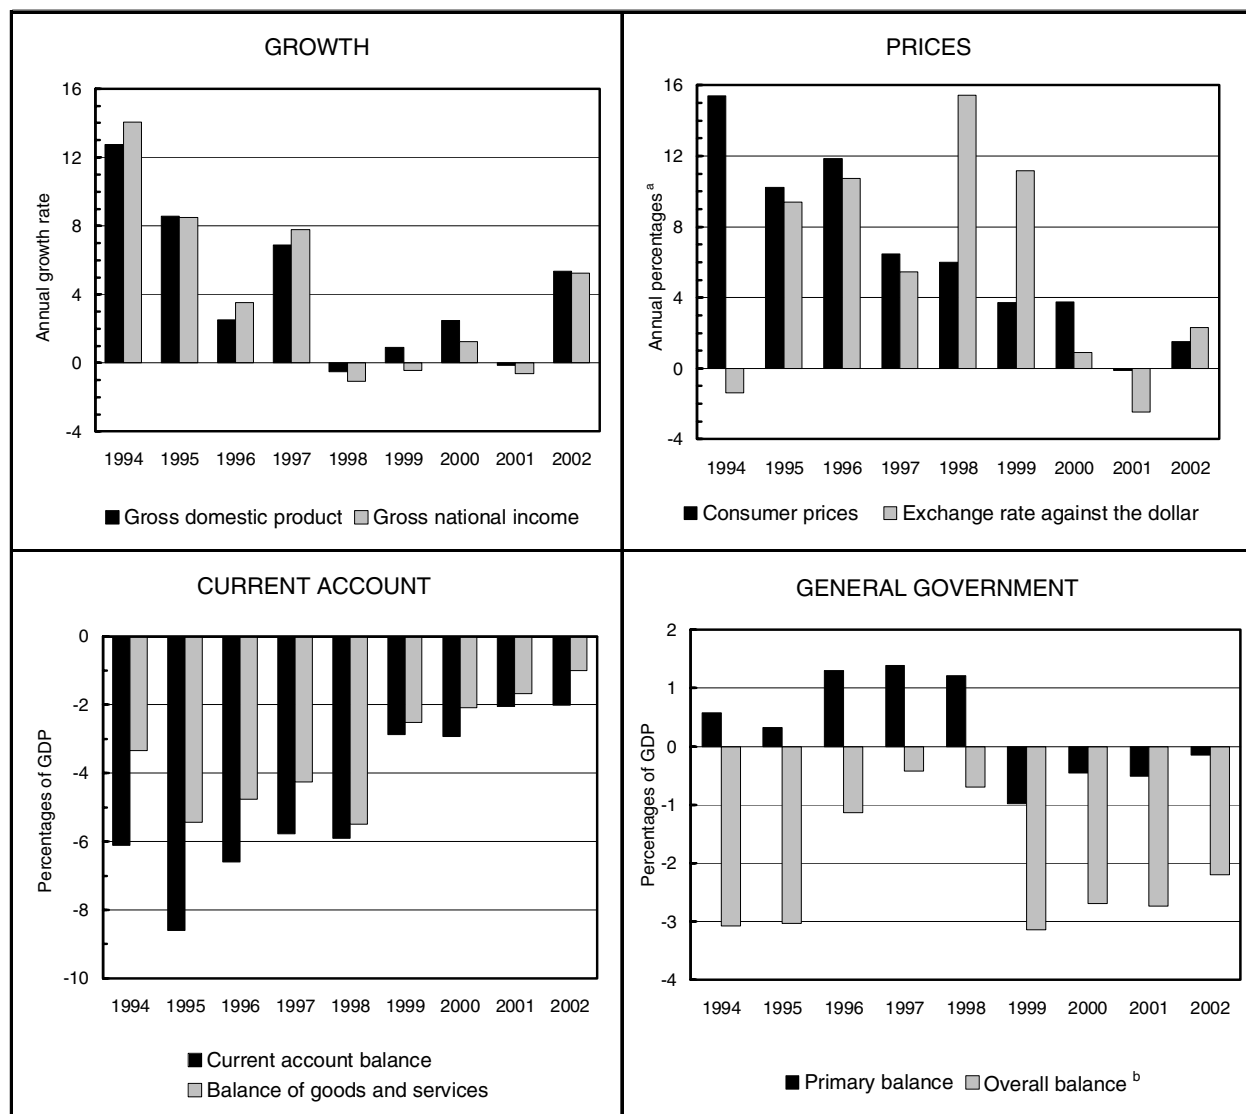 GROWTH
16
12
8
4
0
-4
Annual growth rate
1994 1995 1996 1997 1998 1999 2000 2001 2002
Gross domestic product Gross national income
PRICES
16
12
8
4
0
-4
Annual percentages a
1994 1995 1996 1997 1998 1999 2000 2001 2002
Consumer prices Exchange rate against the dollar
CURRENT ACCOUNT
0
-2
-4
-6
-8
-10
Percentages of GDP
1994 1995 1996 1997 1998 1999 2000 2001 2002
Current account balance
Balance of goods and services
GENERAL GOVERNMENT
2
1
0
-1
-2
-3
-4
Percentages of GDP
1994 1995 1996 1997 1998 1999 2000 2001 2002
Primary balance Overall balance b